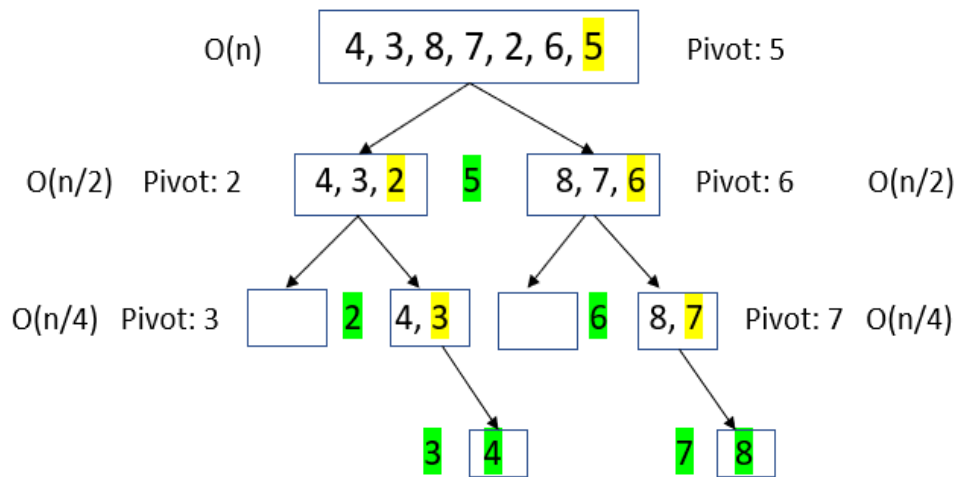 O(n) 4, 3, 8, 7, 2, 6, 5 Pivot: 5
O(n/2) Pivot: 2 4, 3, 2 5 8, 7, 6 Pivot: 6 O(n/2)
O(n/4) Pivot: 3 2 4, 3 6 8, 7 Pivot: 7 O(n/4)
3 4 7 8